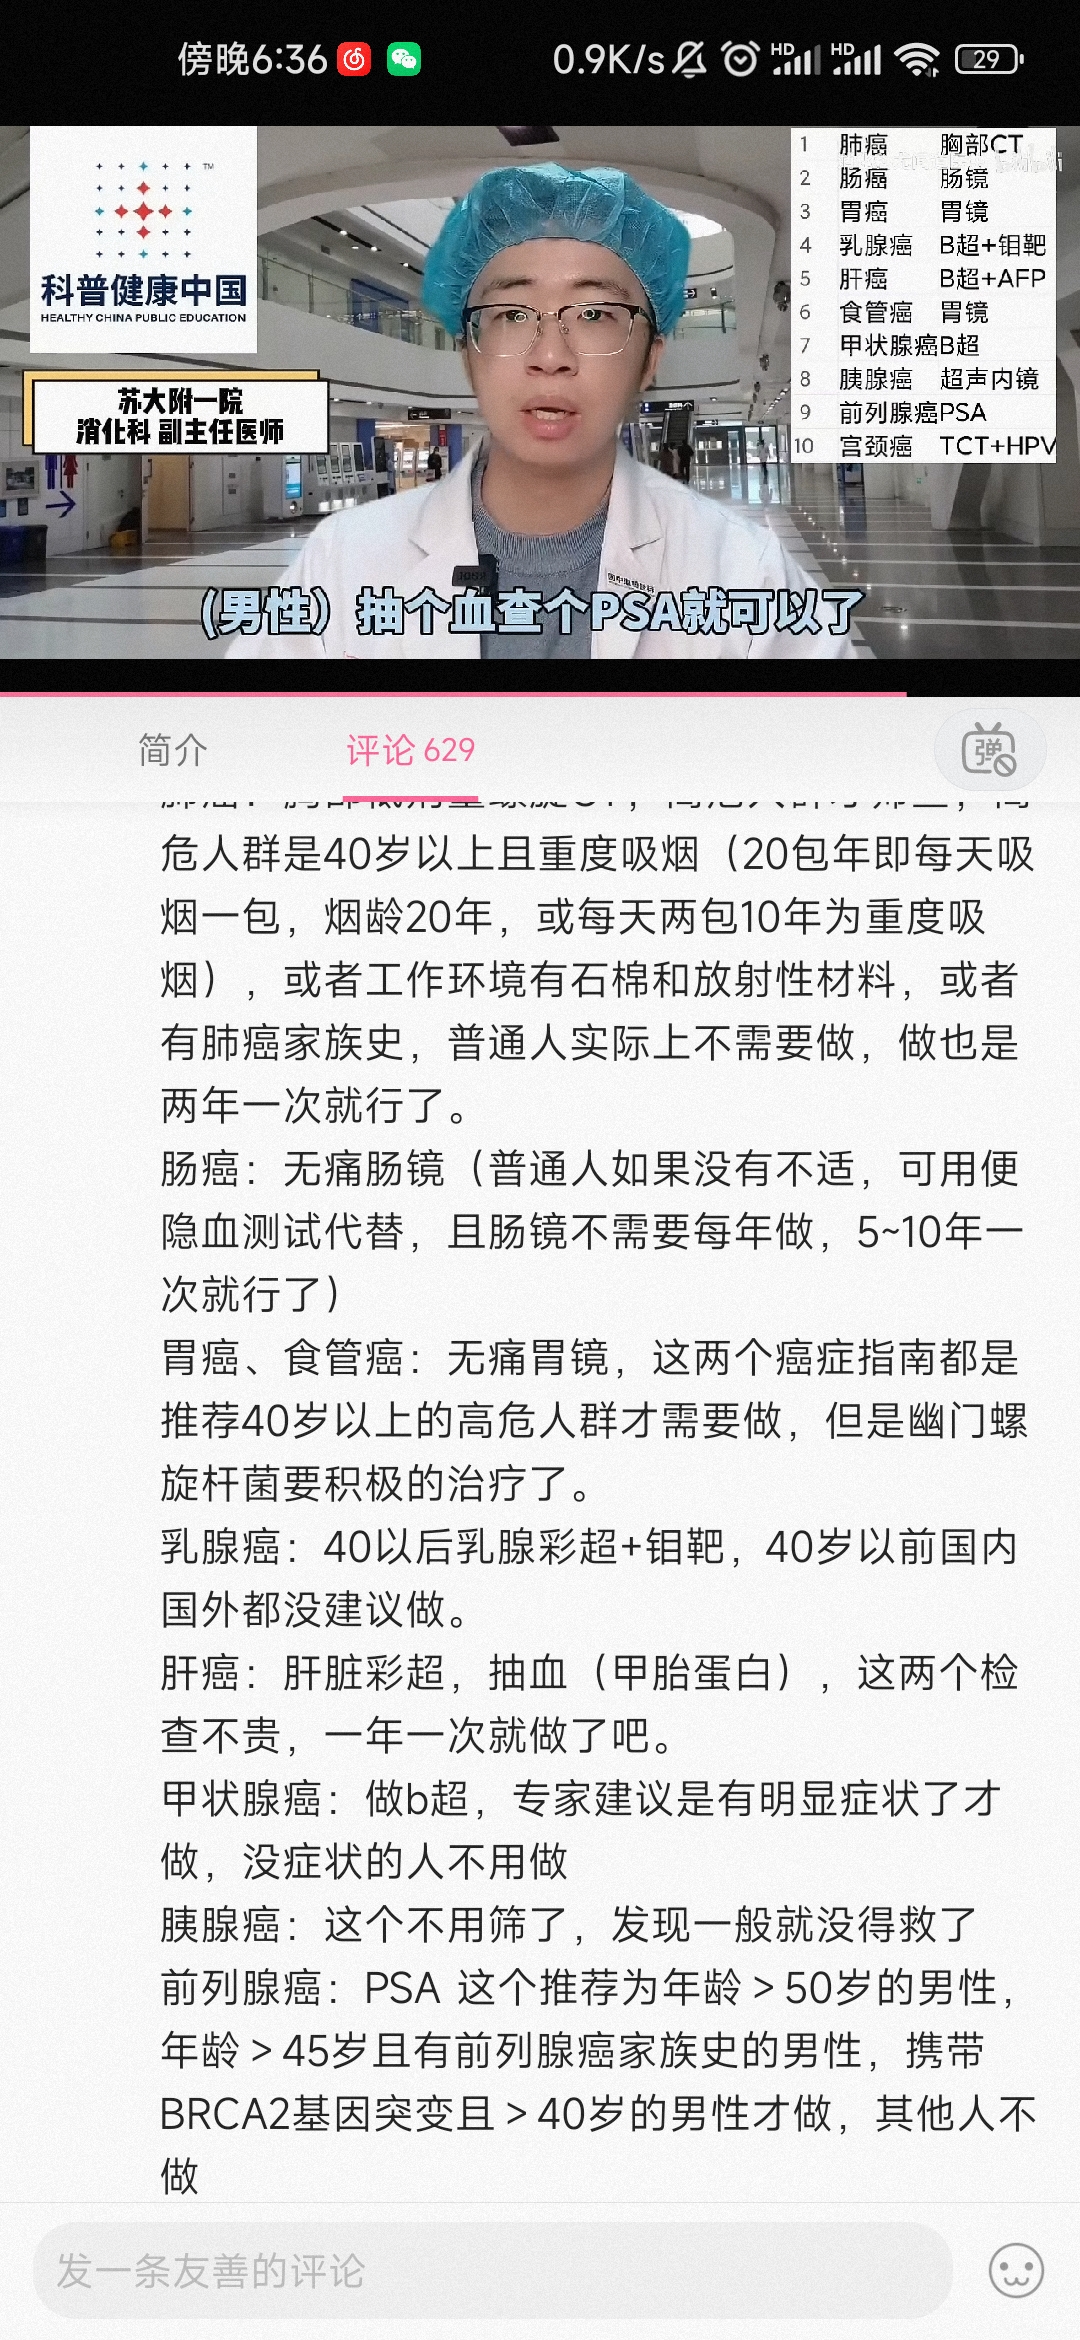 傍晚6:36
0.9K/s
HD
HD
29
TM
科普健康中国
HEALTHY CHINA PUBLIC EDUCATION
苏大附一院
消化科 副主任医师
1 肺癌 胸部CT
2 肠癌 肠镜
3 胃癌 胃镜
4 乳腺癌 B超+钼靶
5 肝癌 B超+AFP
6 食管癌 胃镜
7 甲状腺癌B超
8 胰腺癌 超声内镜
9 前列腺癌PSA
10 宫颈癌 TCT+HPV
(男性）抽个血查个PSA就可以了
简介
评论 629
弹
危人群是40岁以上且重度吸烟（20包年即每天吸
烟一包，烟龄20年，或每天两包10年为重度吸
烟），或者工作环境有石棉和放射性材料，或者
有肺癌家族史，普通人实际上不需要做，做也是
两年一次就行了。
肠癌：无痛肠镜（普通人如果没有不适，可用便
隐血测试代替，且肠镜不需要每年做，5~10年一
次就行了）
胃癌、食管癌：无痛胃镜，这两个癌症指南都是
推荐40岁以上的高危人群才需要做，但是幽门螺
旋杆菌要积极的治疗了。
乳腺癌：40以后乳腺彩超+钼靶，40岁以前国内
国外都没建议做。
肝癌：肝脏彩超，抽血（甲胎蛋白），这两个检
查不贵，一年一次就做了吧。
甲状腺癌：做b超，专家建议是有明显症状了才
做，没症状的人不用做
胰腺癌：这个不用筛了，发现一般就没得救了
前列腺癌：PSA 这个推荐为年龄＞50岁的男性，
年龄＞45岁且有前列腺癌家族史的男性，携带
BRCA2基因突变且＞40岁的男性才做，其他人不
做
发一条友善的评论